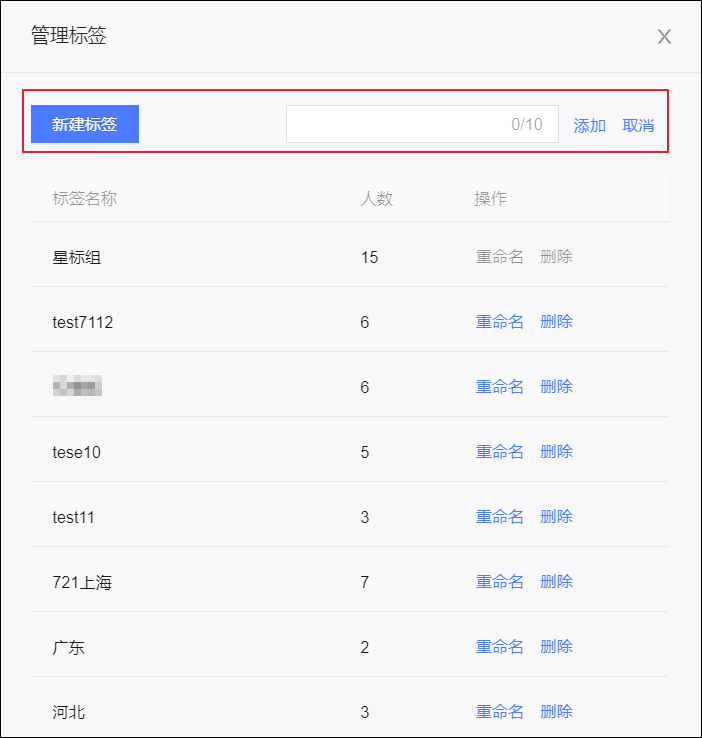 管理标签 X
新建标签 0/10 添加 取消
标签名称 人数 操作
星标组 15 重命名 删除
test7112 6 重命名 删除
6 重命名 删除
tese10 5 重命名 删除
test11 3 重命名 删除
721上海 7 重命名 删除
广东 2 重命名 删除
河北 3 重命名 删除